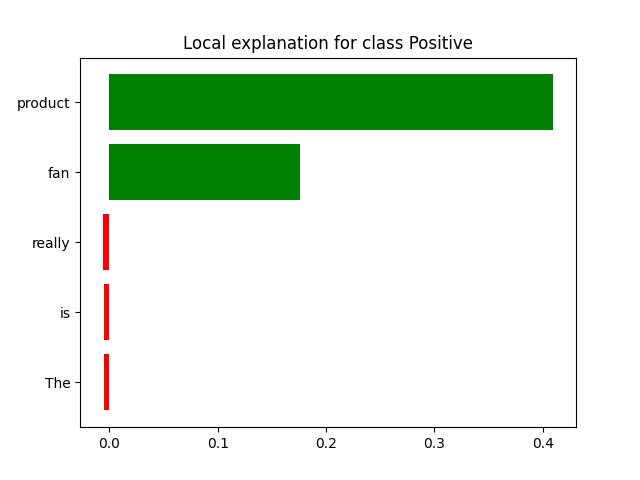 Local explanation for class Positive
product
fan
really
is
The
0.0 0.1 0.2 0.3 0.4